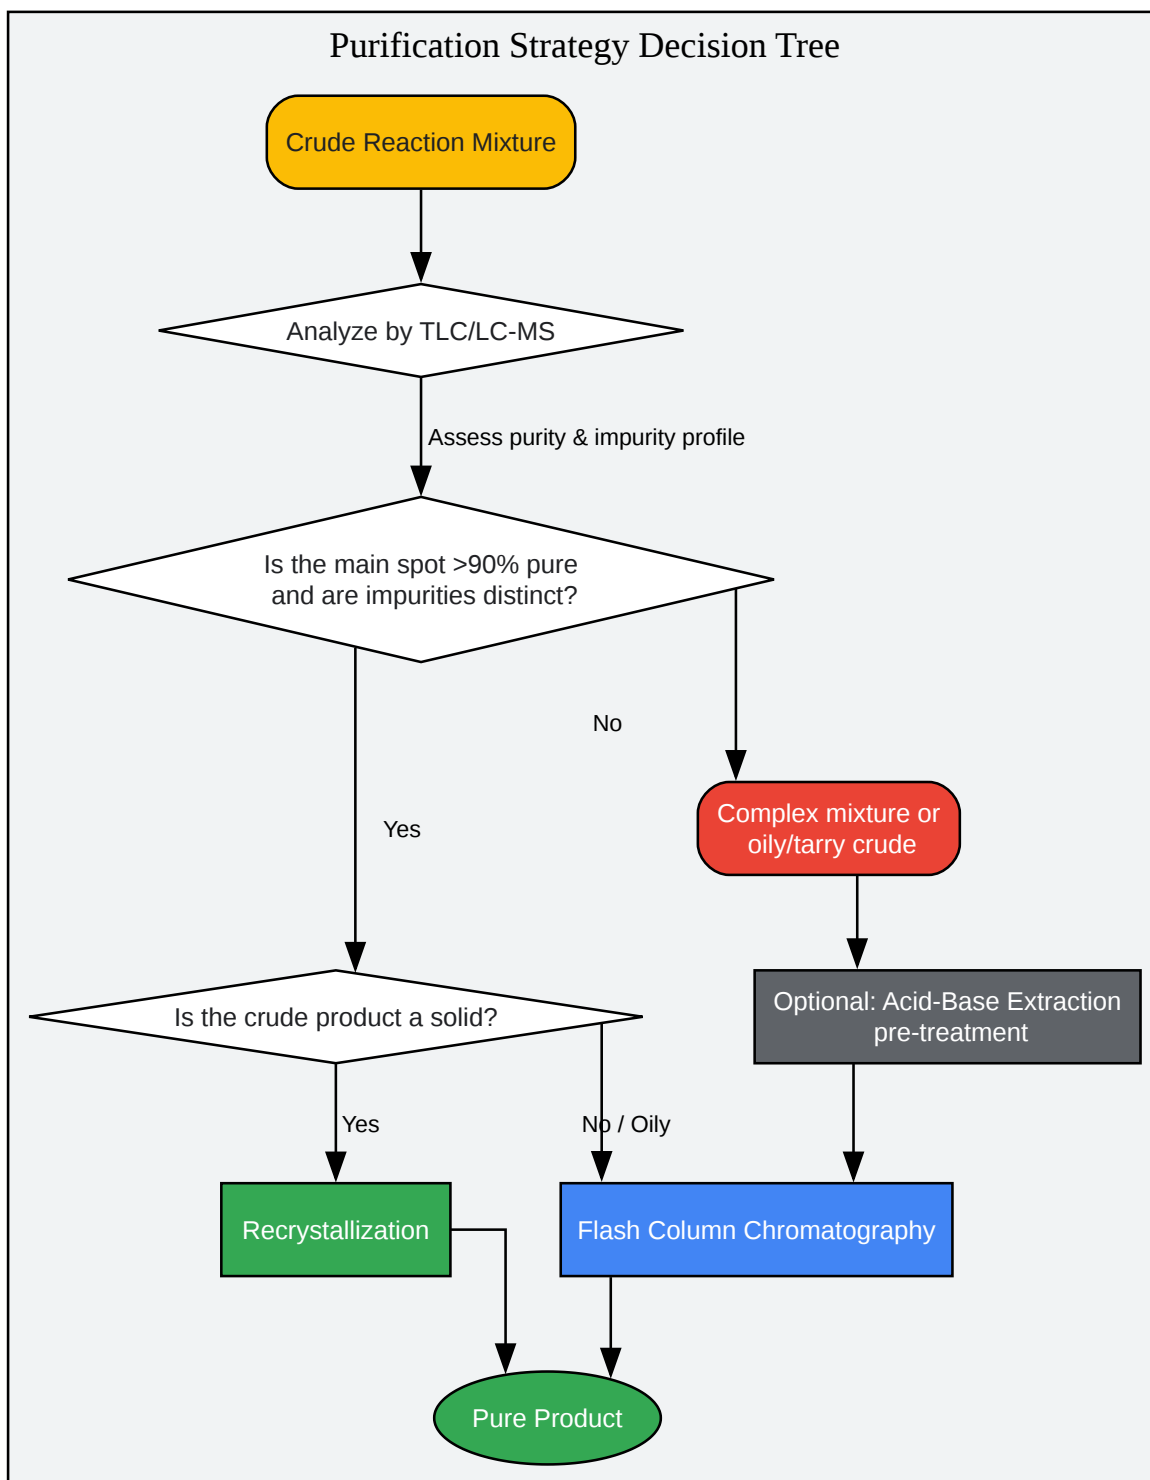 Purification Strategy Decision Tree
Crude Reaction Mixture
Analyze by TLC/LC-MS
Assess purity & impurity profile
Is the main spot >90% pure
and are impurities distinct?
No
Yes
Complex mixture or
oily/tarry crude
Is the crude product a solid?
Optional: Acid-Base Extraction
pre-treatment
Yes
No / Oily
Recrystallization
Flash Column Chromatography
Pure Product